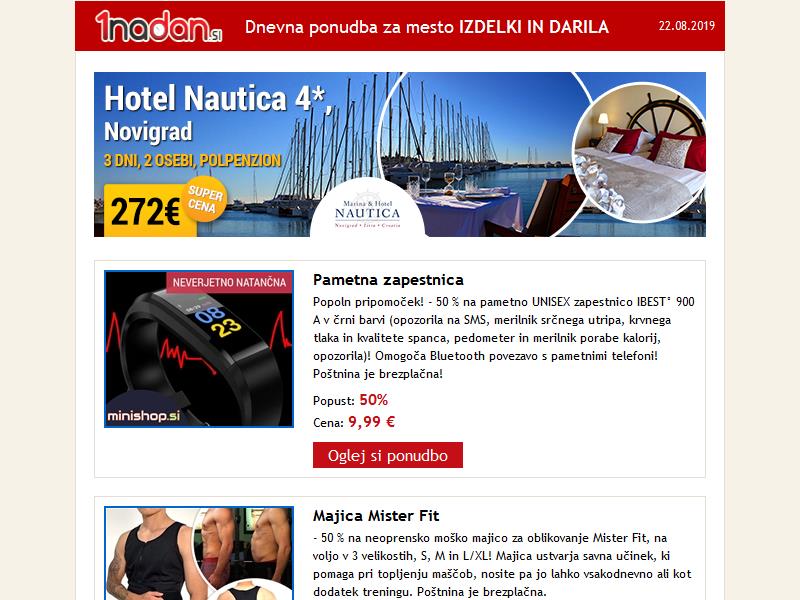 1nadan.si
Dnevna ponudba za mesto IZDELKI IN DARILA
22.08.2019
Hotel Nautica 4*,
Novigrad
3 DNI, 2 OSEBI, POLPENZION
272€
SUPER
CENA
Marina & Hotel
NAUTICA
Novigrad • Istra • Croatia
NEVERJETNO NATANČNA
08
23
minishop.si
Pametna zapestnica
Popoln pripomoček! - 50 % na pametno UNISEX zapestnico IBEST° 900
A v črni barvi (opozorila na SMS, merilnik srčnega utripa, krvnega
tlaka in kvalitete spanca, pedometer in merilnik porabe kalorij,
opozorila)! Omogoča Bluetooth povezavo s pametnimi telefoni!
Poštnina je brezplačna!
Popust: 50%
Cena: 9,99 €
Oglej si ponudbo
Majica Mister Fit
- 50 % na neoprensko moško majico za oblikovanje Mister Fit, na
voljo v 3 velikostih, S, M in L/XL! Majica ustvarja savna učinek, ki
pomaga pri topljenju maščob, nosite pa jo lahko vsakodnevno ali kot
dodatek treningu. Poštnina je brezplačna.